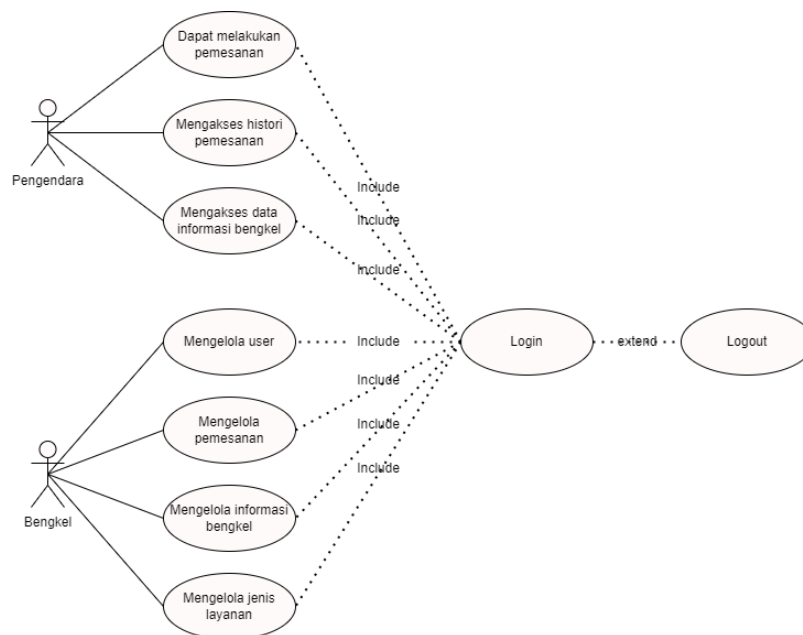 Dapat melakukan
pemesanan
Mengakses histori
pemesanan
Pengendara
Mengakses data
informasi bengkel
Include
Include
Include
Mengelola user
Include
Login
extend
Logout
Include
Mengelola
pemesanan
Include
Include
Bengkel
Mengelola informasi
bengkel
Mengelola jenis
layanan